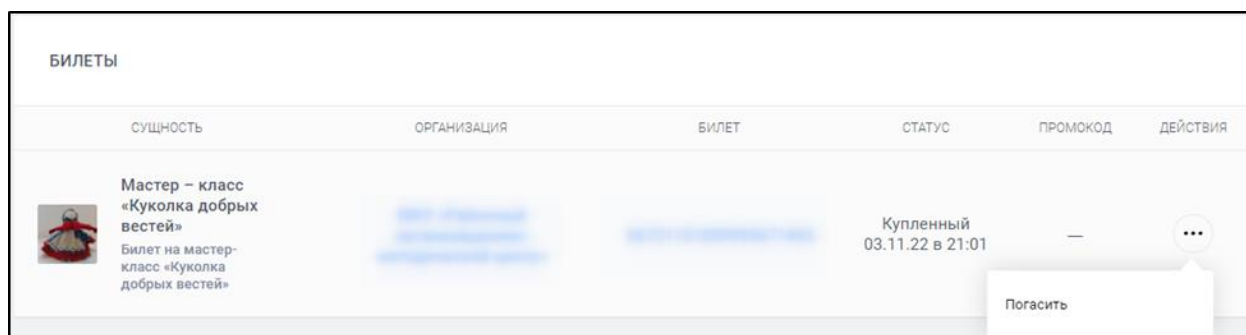 БИЛЕТЫ
СУЩНОСТЬ ОРГАНИЗАЦИЯ БИЛЕТ СТАТУС ПРОМОКОД ДЕЙСТВИЯ
Мастер – класс
«Куколка добрых
вестей»
Билет на мастер-
класс «Куколка
добрых вестей»
Купленный
03.11.22 в 21:01
—
Погасить